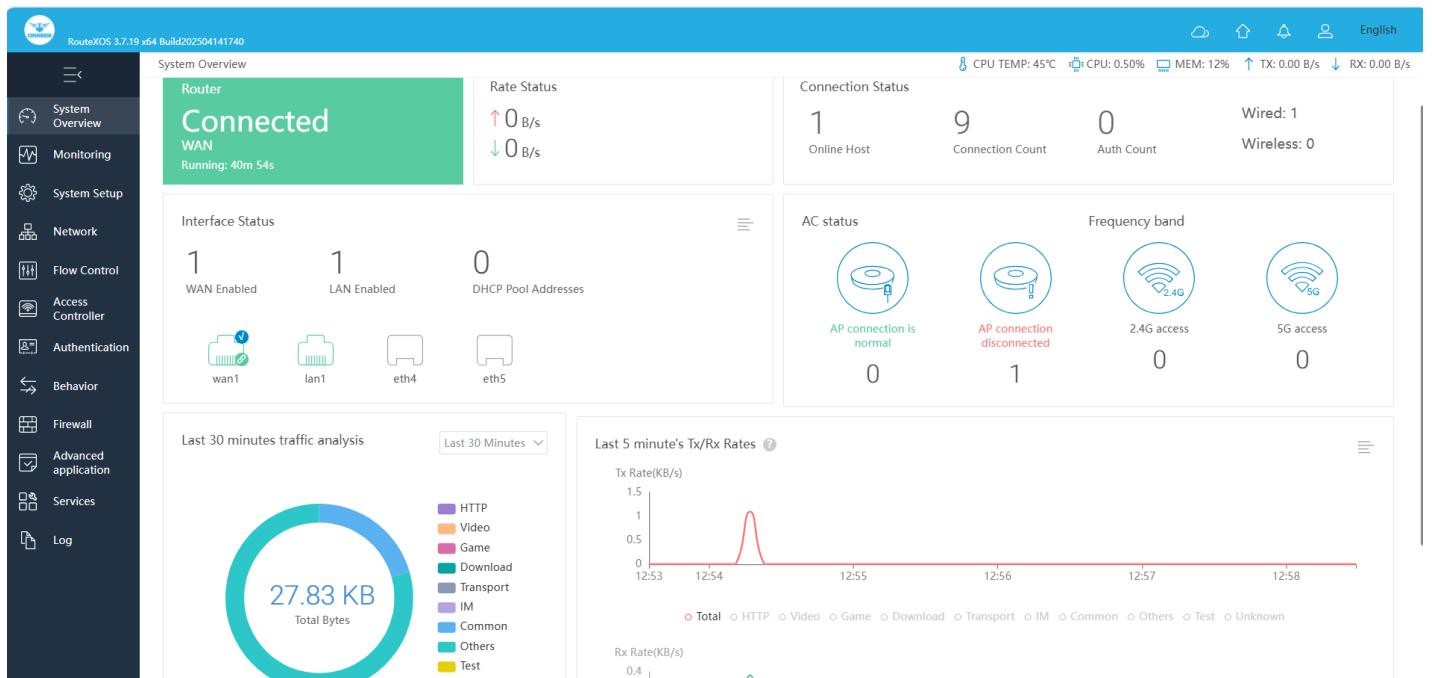 RouteXOS 3.7.19 x64 Build202504141740
English
System Overview
CPU TEMP: 45℃ CPU: 0.50% MEM: 12% TX: 0.00 B/s RX: 0.00 B/s
System
Overview
Monitoring
System Setup
Network
Flow Control
Access
Controller
Authentication
Behavior
Firewall
Advanced
application
Services
Log
Router
Connected
WAN
Running: 40m 54s
Rate Status
↑0 B/s
↓0 B/s
Connection Status
1
Online Host
9
Connection Count
0
Auth Count
Wired: 1
Wireless: 0
Interface Status
1
WAN Enabled
1
LAN Enabled
0
DHCP Pool Addresses
wan1
lan1
eth4
eth5
AC status
Frequency band
2.4G
5G
AP connection is
normal
0
AP connection
disconnected
1
2.4G access
0
5G access
0
Last 30 minutes traffic analysis
Last 30 Minutes
27.83 KB
Total Bytes
HTTP
Video
Game
Download
Transport
IM
Common
Others
Test
Last 5 minute's Tx/Rx Rates ?
Tx Rate(KB/s)
1.5
1
0.5
0
12:53 12:54 12:55 12:56 12:57 12:58
Total HTTP Video Game Download Transport IM Common Others Test Unknown
Rx Rate(KB/s)
0.4